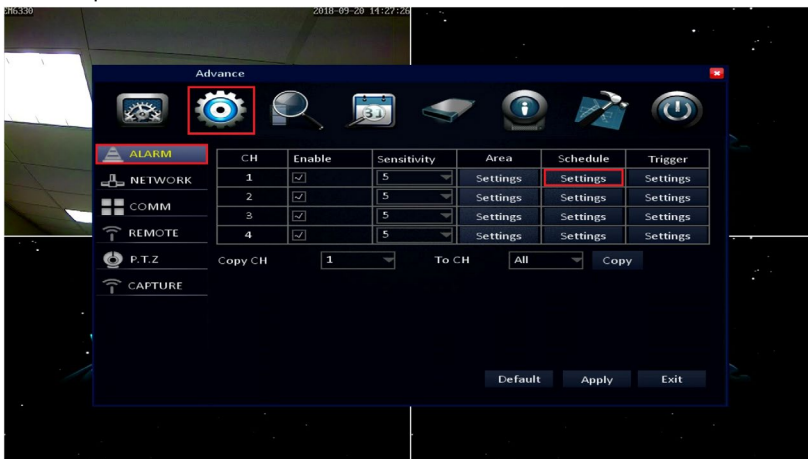 EM6330 2018-09-20 14:27:26
Advance
31
ALARM
NETWORK
COMM
REMOTE
P.T.Z
CAPTURE
CH Enable Sensitivity Area Schedule Trigger
1 5 Settings Settings Settings
2 5 Settings Settings Settings
3 5 Settings Settings Settings
4 5 Settings Settings Settings
Copy CH 1 To CH All Copy
Default Apply Exit